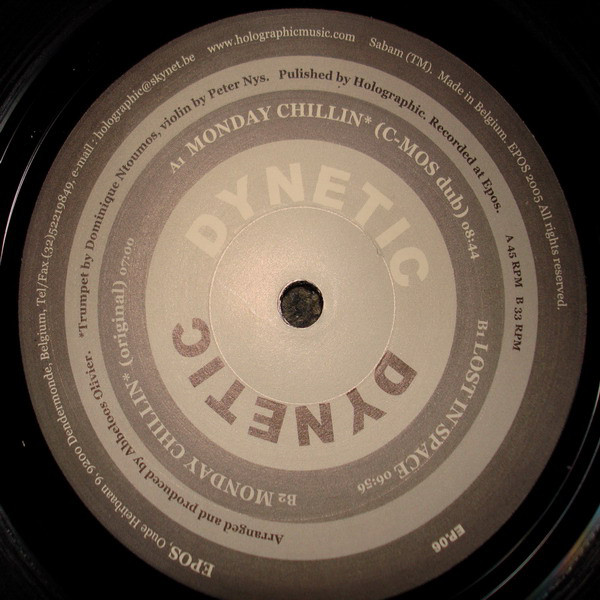 EPOS, Oude Heirbaan 9, 9200 Dendermonde, Belgium, Tel/Fax (32)52219849, e-mail : holographic@skynet.be www.holographicmusic.com Sabam (TM). Made in Belgium. EPOS 2005 All rights reserved.
EP.06
Arranged and produced by Abbeloos Olivier. *Trumpet by Dominique Ntoumos, violin by Peter Nys. Pulished by Holographic. Recorded at Epos.
A 45 RPM B 33 RPM
A1 MONDAY CHILLIN* (C-MOS dub) 08:44
B1 LOST IN SPACE 06:56
B2 MONDAY CHILLIN* (original) 07:00
DYNETIC
DYNETIC